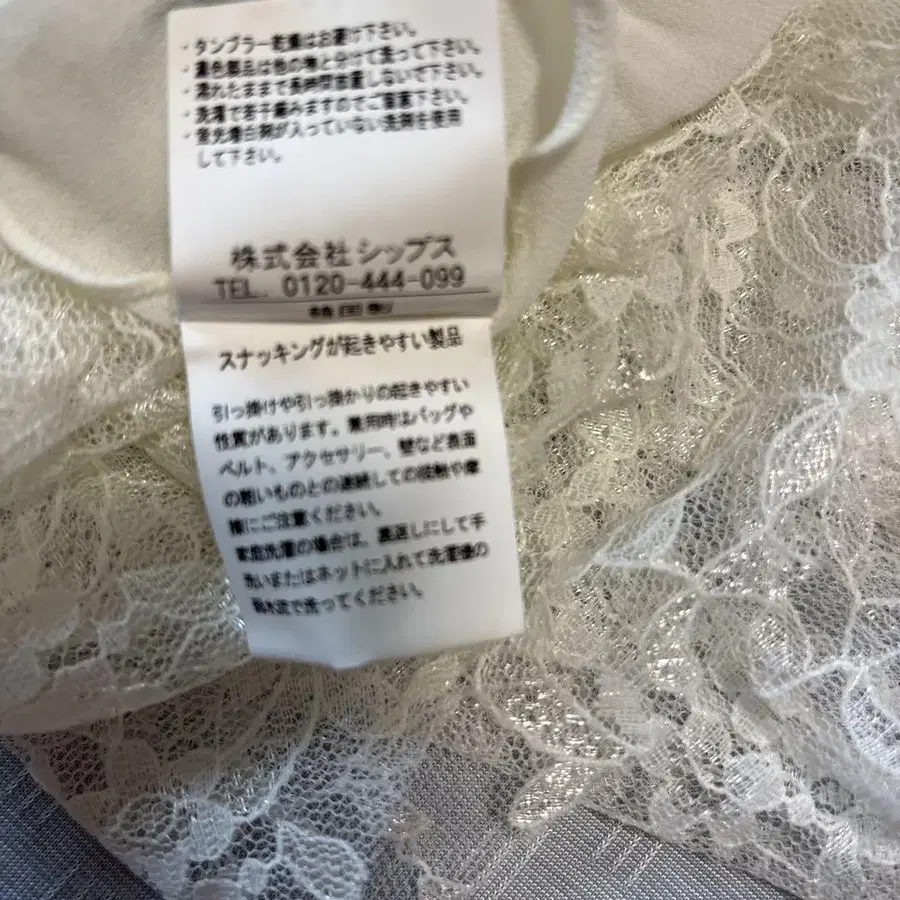 ・タンブラー乾燥はお避け下さい。
・濃色製品は他の物と分けて洗って下さい。
・濡れたままで長時間放置しないで下さい。
・洗濯で若干縮みますのでご留意下さい。
・蛍光増白剤が入っていない洗剤を使用
して下さい。
株式会社シップス
TEL. 0120-444-099
韓国製
スナッキングが起きやすい製品
引っ掛けや引っ掛かりの起きやすい
性質があります。着用時はバッグや
ベルト、アクセサリー、壁など表面
の粗いものとの連続しての接触や摩
擦にご注意ください。
家庭洗濯の場合は、裏返しにして手
洗いまたはネットに入れて洗濯機の
弱水流で洗ってください。